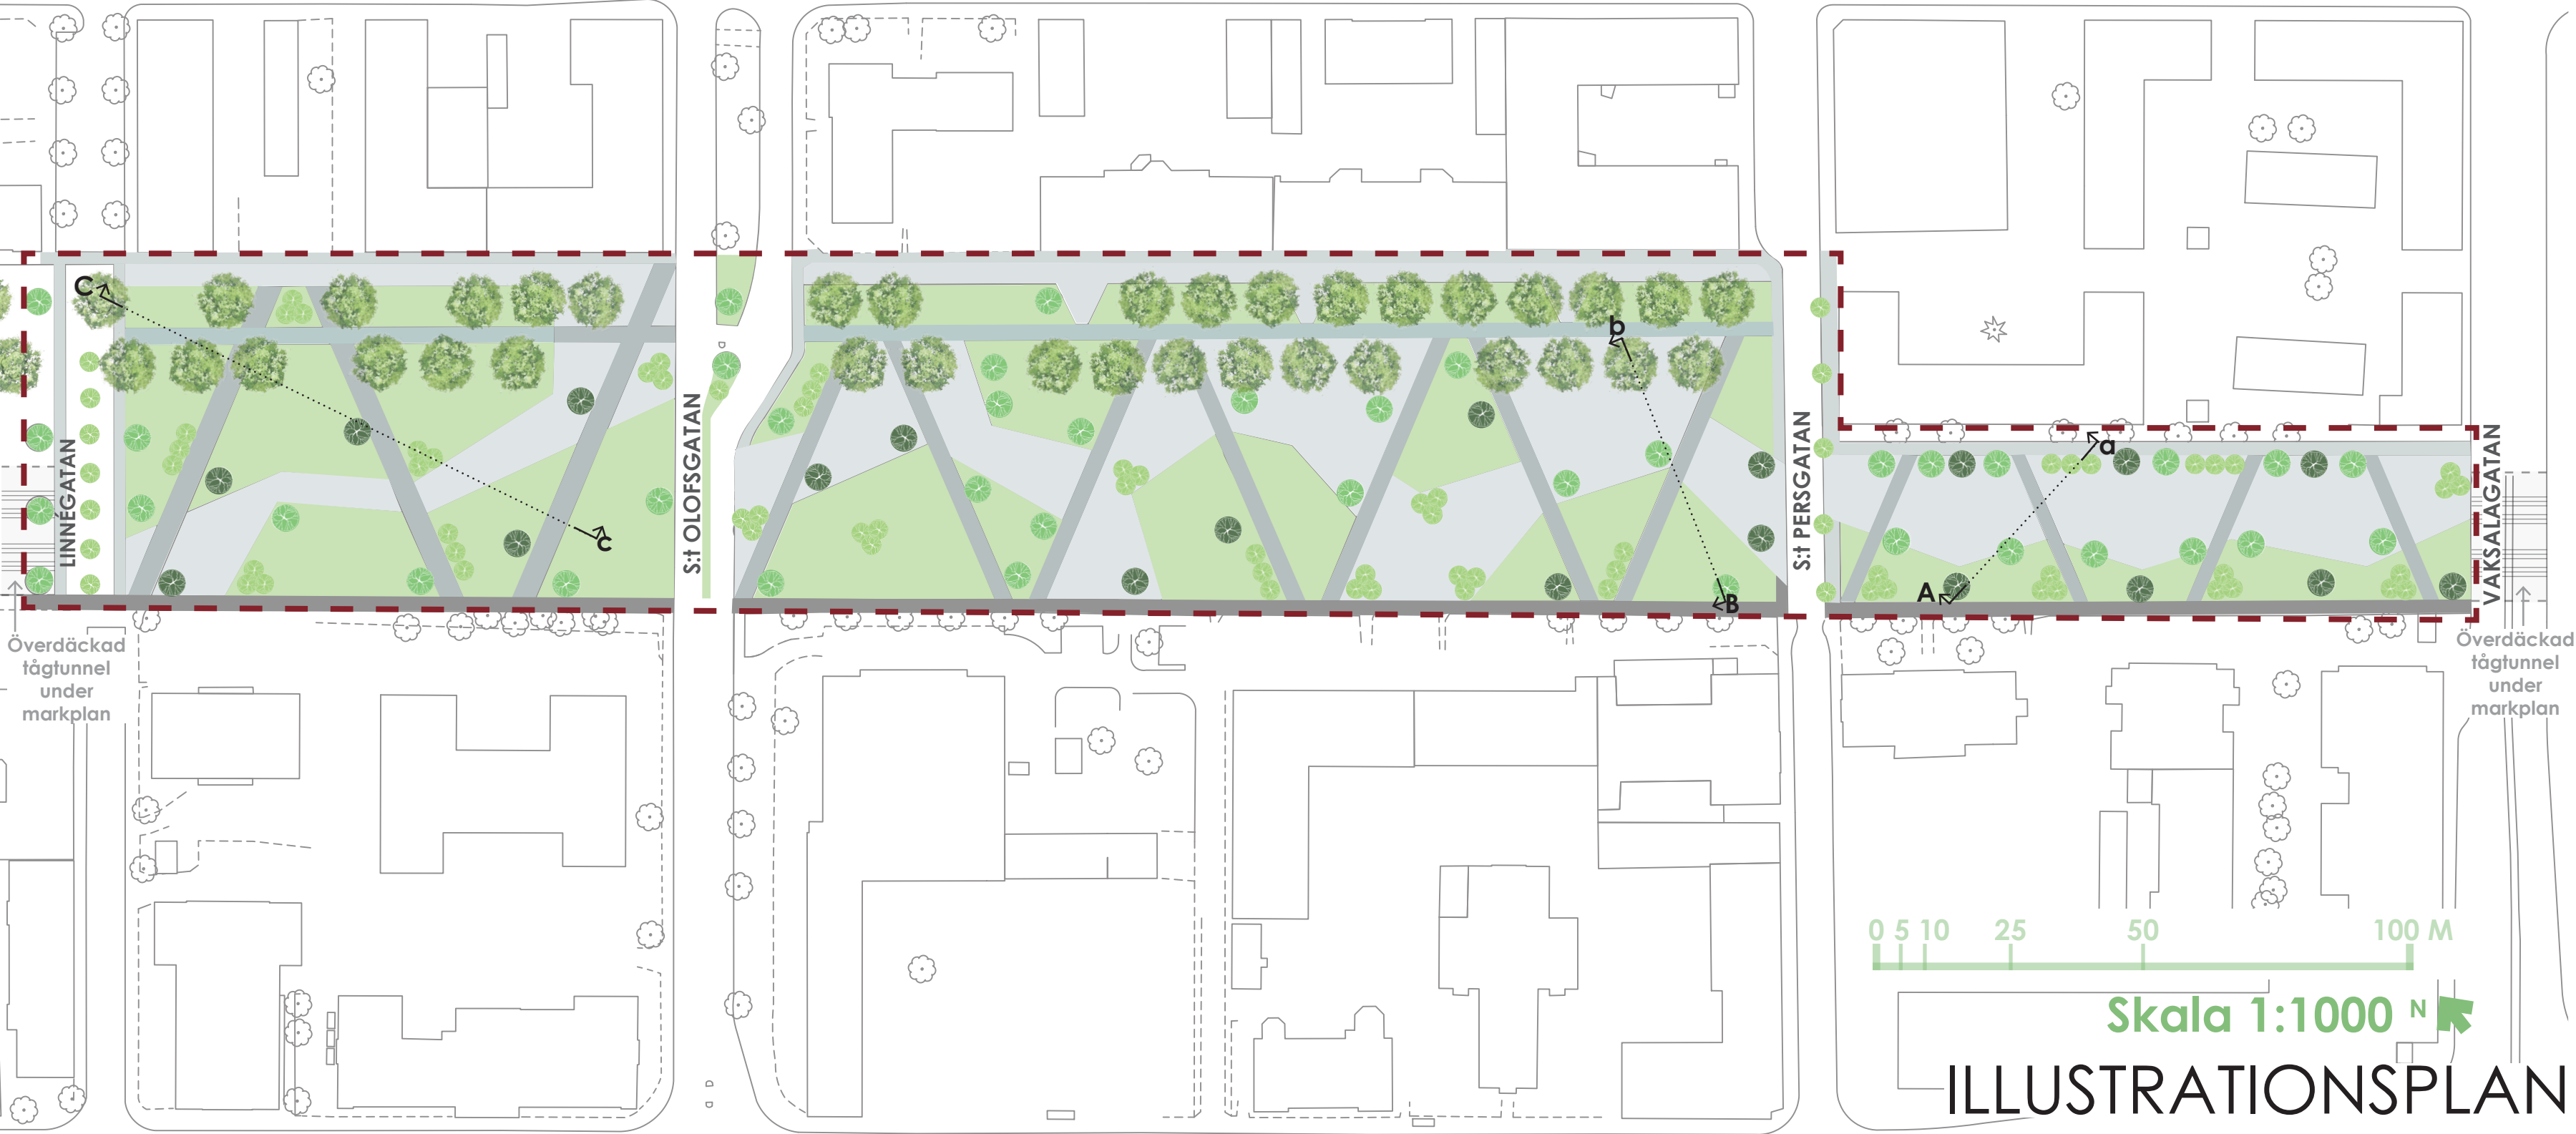 C
c
b
B
a
A
LINNÉGATAN
S:t OLOFSGATAN
S:t PERSGATAN
VAKSALAGATAN
Överdäckad
tågtunnel
under
markplan
Överdäckad
tågtunnel
under
markplan
0 5 10 25 50 100 M
Skala 1:1000 N
ILLUSTRATIONSPLAN